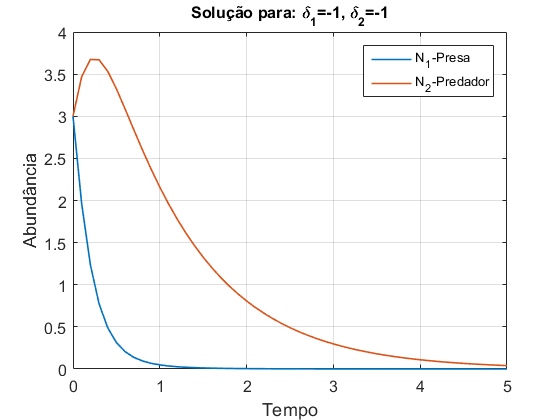 Solução para: δ₁=-1, δ₂=-1
4
3.5
3
2.5
2
1.5
1
0.5
0
Abundância
N₁-Presa
N₂-Predador
0 1 2 3 4 5
Tempo